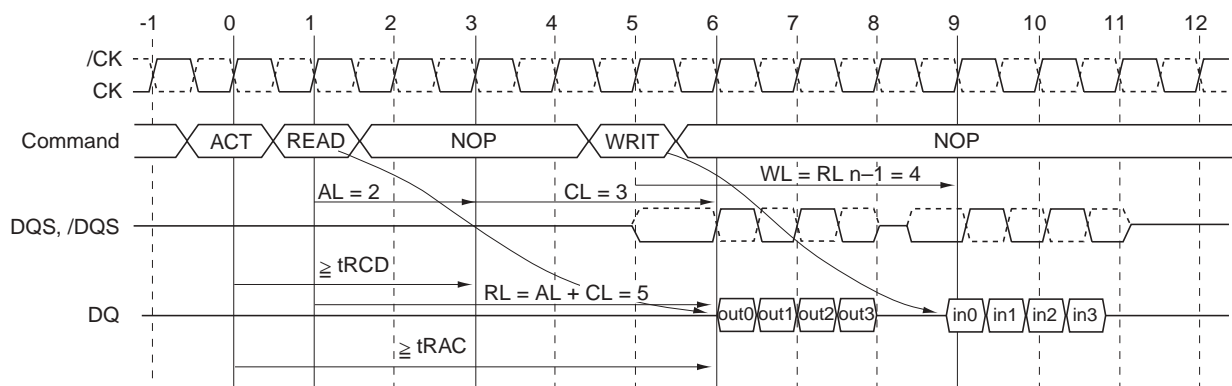 -1 0 1 2 3 4 5 6 7 8 9 10 11 12
/CK
CK
Command ACT READ NOP WRIT NOP
WL = RL n–1 = 4
AL = 2 CL = 3
DQS, /DQS
≧ tRCD
RL = AL + CL = 5
DQ out0 out1 out2 out3 in0 in1 in2 in3
≧ tRAC